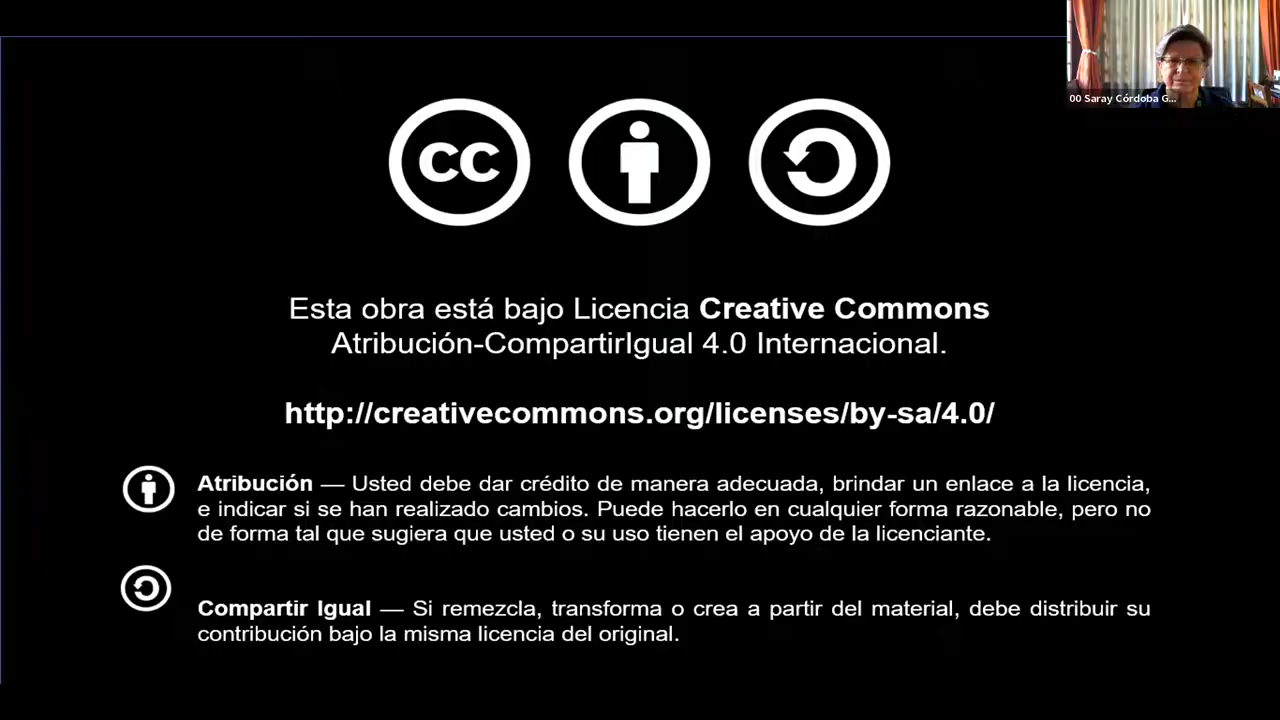 00 Saray Córdoba G...
cc
Esta obra está bajo Licencia Creative Commons
Atribución-CompartirIgual 4.0 Internacional.
http://creativecommons.org/licenses/by-sa/4.0/
Atribución — Usted debe dar crédito de manera adecuada, brindar un enlace a la licencia,
e indicar si se han realizado cambios. Puede hacerlo en cualquier forma razonable, pero no
de forma tal que sugiera que usted o su uso tienen el apoyo de la licenciante.
Compartir Igual — Si remezcla, transforma o crea a partir del material, debe distribuir su
contribución bajo la misma licencia del original.